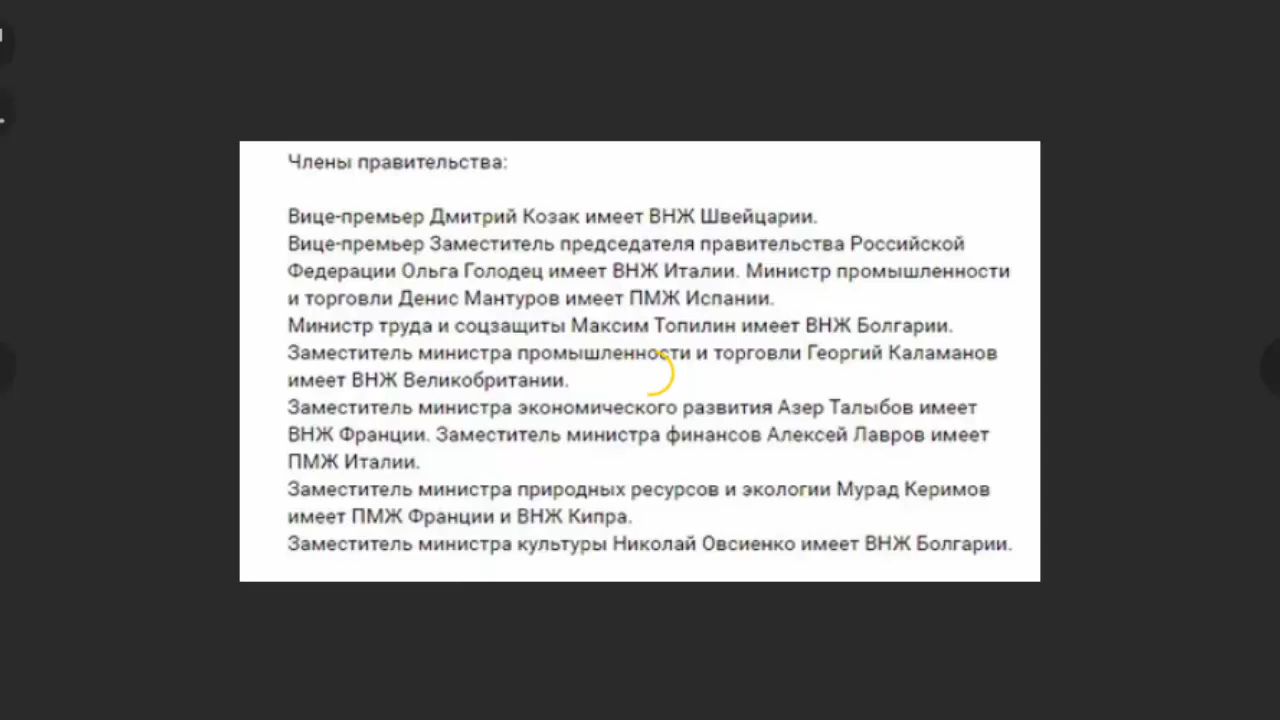 Члены правительства:
Вице-премьер Дмитрий Козак имеет ВНЖ Швейцарии.
Вице-премьер Заместитель председателя правительства Российской
Федерации Ольга Голодец имеет ВНЖ Италии. Министр промышленности
и торговли Денис Мантуров имеет ПМЖ Испании.
Министр труда и соцзащиты Максим Топилин имеет ВНЖ Болгарии.
Заместитель министра промышленности и торговли Георгий Каламанов
имеет ВНЖ Великобритании.
Заместитель министра экономического развития Азер Талыбов имеет
ВНЖ Франции. Заместитель министра финансов Алексей Лавров имеет
ПМЖ Италии.
Заместитель министра природных ресурсов и экологии Мурад Керимов
имеет ПМЖ Франции и ВНЖ Кипра.
Заместитель министра культуры Николай Овсиенко имеет ВНЖ Болгарии.